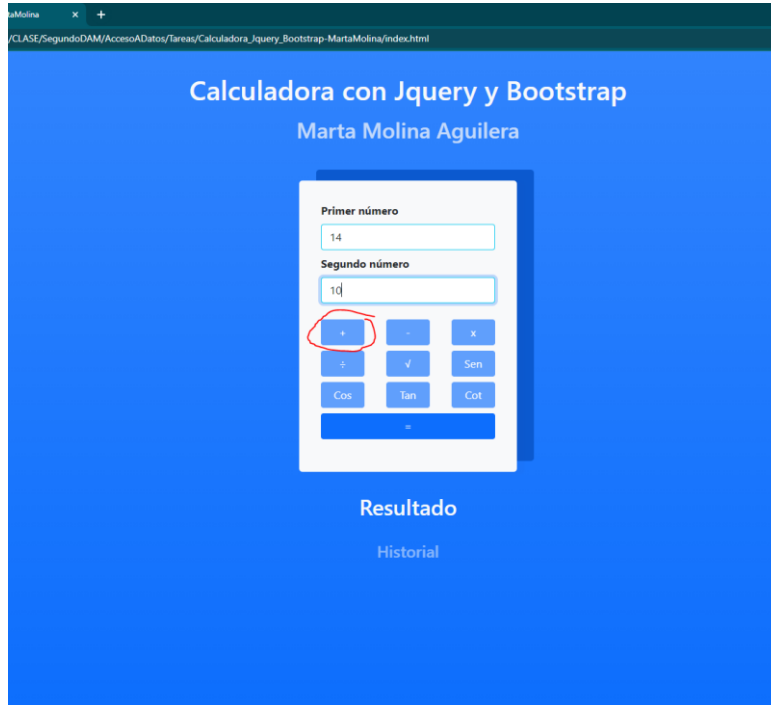 taMolina × +
/CLASE/SegundoDAM/AccesoADatos/Tareas/Calculadora_Jquery_Bootstrap-MartaMolina/index.html
Calculadora con Jquery y Bootstrap
Marta Molina Aguilera
Primer número
14
Segundo número
10
+ - x
÷ √ Sen
Cos Tan Cot
=
Resultado
Historial